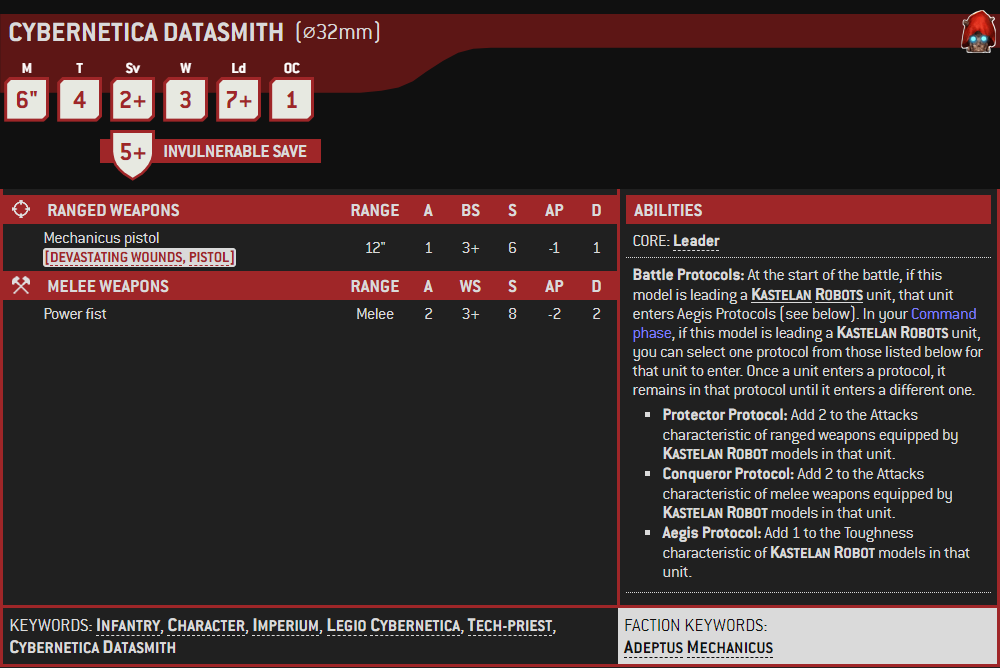 CYBERNETICA DATASMITH (⌀32mm)
M T Sv W Ld OC
6" 4 2+ 3 7+ 1
5+ INVULNERABLE SAVE
RANGED WEAPONS RANGE A BS S AP D
Mechanicus pistol
[DEVASTATING WOUNDS, PISTOL]
12" 1 3+ 6 -1 1
MELEE WEAPONS RANGE A WS S AP D
Power fist Melee 2 3+ 8 -2 2
ABILITIES
CORE: Leader
Battle Protocols: At the start of the battle, if this
model is leading a KASTELAN ROBOTS unit, that unit
enters Aegis Protocols (see below). In your Command
phase, if this model is leading a KASTELAN ROBOTS unit,
you can select one protocol from those listed below for
that unit to enter. Once a unit enters a protocol, it
remains in that protocol until it enters a different one.
▪ Protector Protocol: Add 2 to the Attacks
characteristic of ranged weapons equipped by
KASTELAN ROBOT models in that unit.
▪ Conqueror Protocol: Add 2 to the Attacks
characteristic of melee weapons equipped by
KASTELAN ROBOT models in that unit.
▪ Aegis Protocol: Add 1 to the Toughness
characteristic of KASTELAN ROBOT models in that
unit.
KEYWORDS: INFANTRY, CHARACTER, IMPERIUM, LEGIO CYBERNETICA, TECH-PRIEST,
CYBERNETICA DATASMITH
FACTION KEYWORDS:
ADEPTUS MECHANICUS